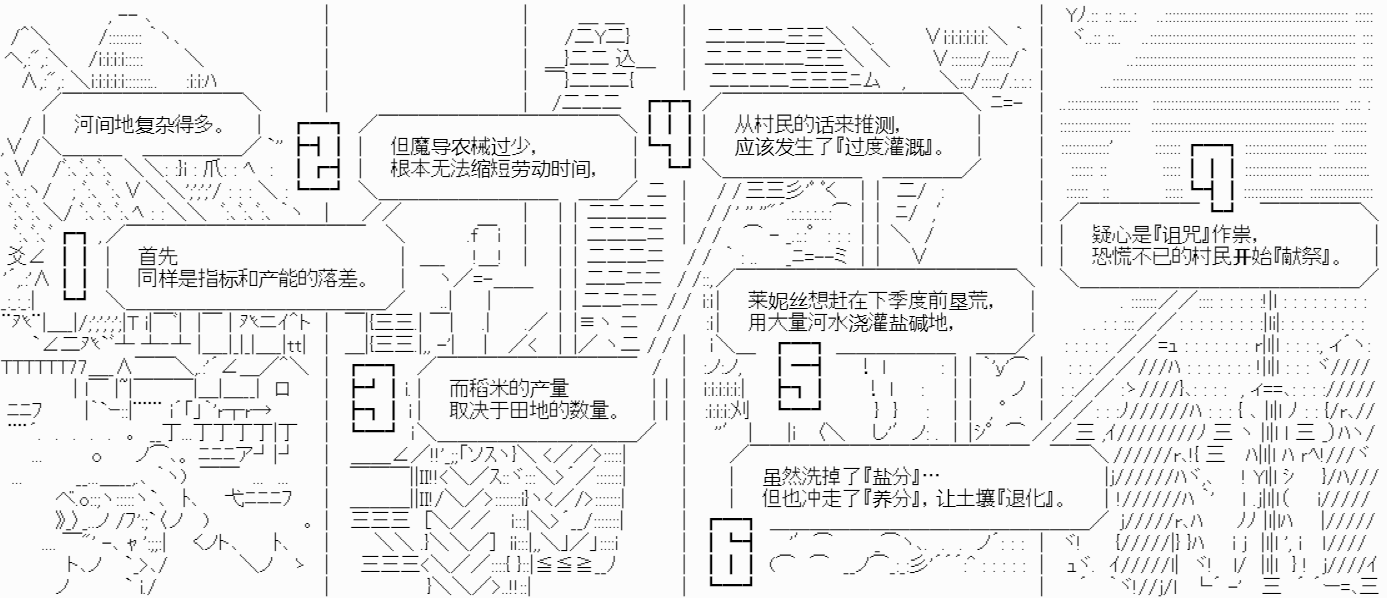 河间地复杂得多。
首先
同样是指标和产能的落差。
但魔导农械过少，
根本无法缩短劳动时间，
而稻米的产量
取决于田地的数量。
从村民的话来推测，
应该发生了『过度灌溉』。
莱妮丝想赶在下季度前垦荒，
用大量河水浇灌盐碱地，
虽然洗掉了『盐分』…
但也冲走了『养分』，让土壤『退化』。
疑心是『诅咒』作祟，
恐慌不已的村民开始『献祭』。